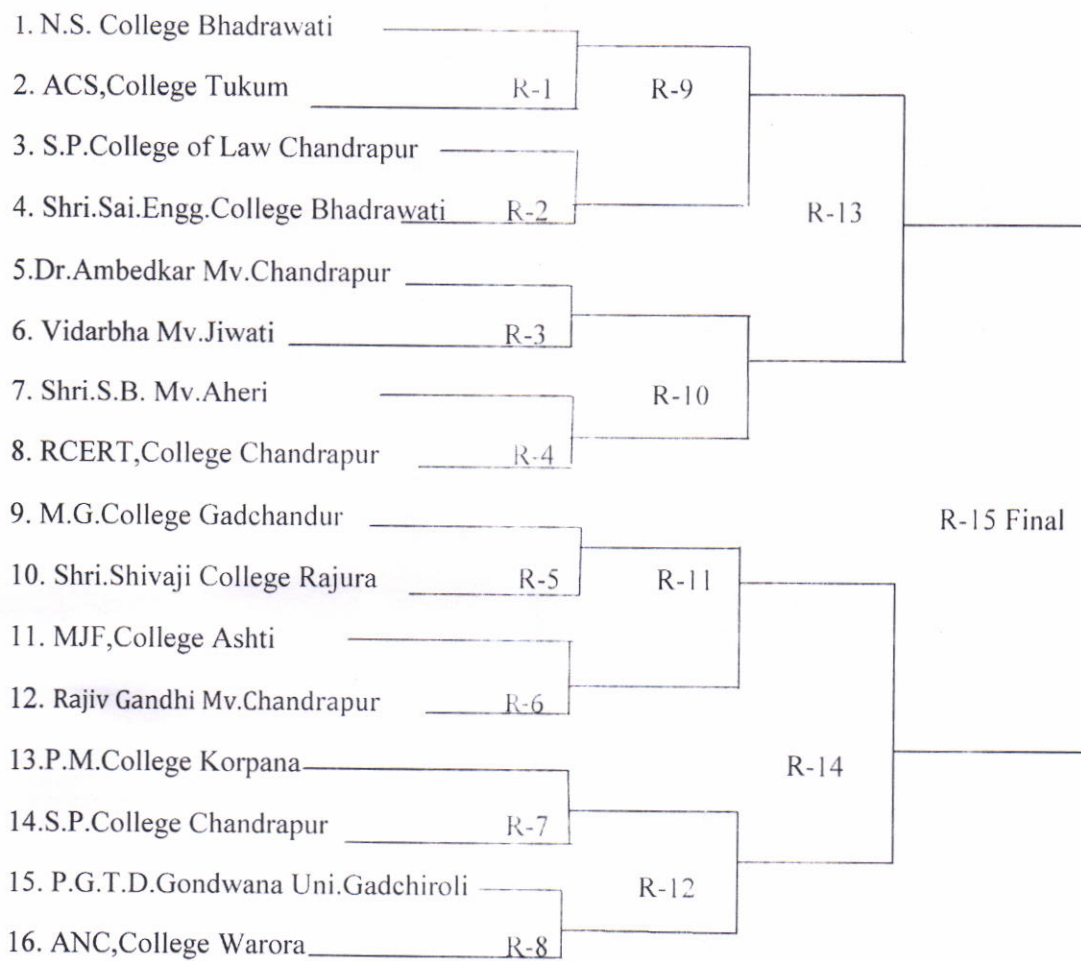 1. N.S. College Bhadrawati
2. ACS,College Tukum
R-1
R-9
3. S.P.College of Law Chandrapur
4. Shri.Sai.Engg.College Bhadrawati
R-2
R-13
5.Dr.Ambedkar Mv.Chandrapur
6. Vidarbha Mv.Jiwati
R-3
7. Shri.S.B. Mv.Aheri
R-10
8. RCERT,College Chandrapur
R-4
9. M.G.College Gadchandur
R-15 Final
10. Shri.Shivaji College Rajura
R-5
R-11
11. MJF,College Ashti
12. Rajiv Gandhi Mv.Chandrapur
R-6
13.P.M.College Korpana
R-14
14.S.P.College Chandrapur
R-7
15. P.G.T.D.Gondwana Uni.Gadchiroli
R-12
16. ANC,College Warora
R-8